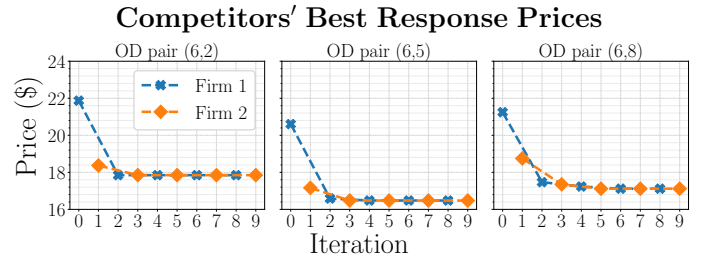 Competitors′ Best Response Prices
OD pair (6,2)
OD pair (6,5)
OD pair (6,8)
Price ($)
24
22
20
18
16
Firm 1
Firm 2
0 1 2 3 4 5 6 7 8 9
0 1 2 3 4 5 6 7 8 9
0 1 2 3 4 5 6 7 8 9
Iteration